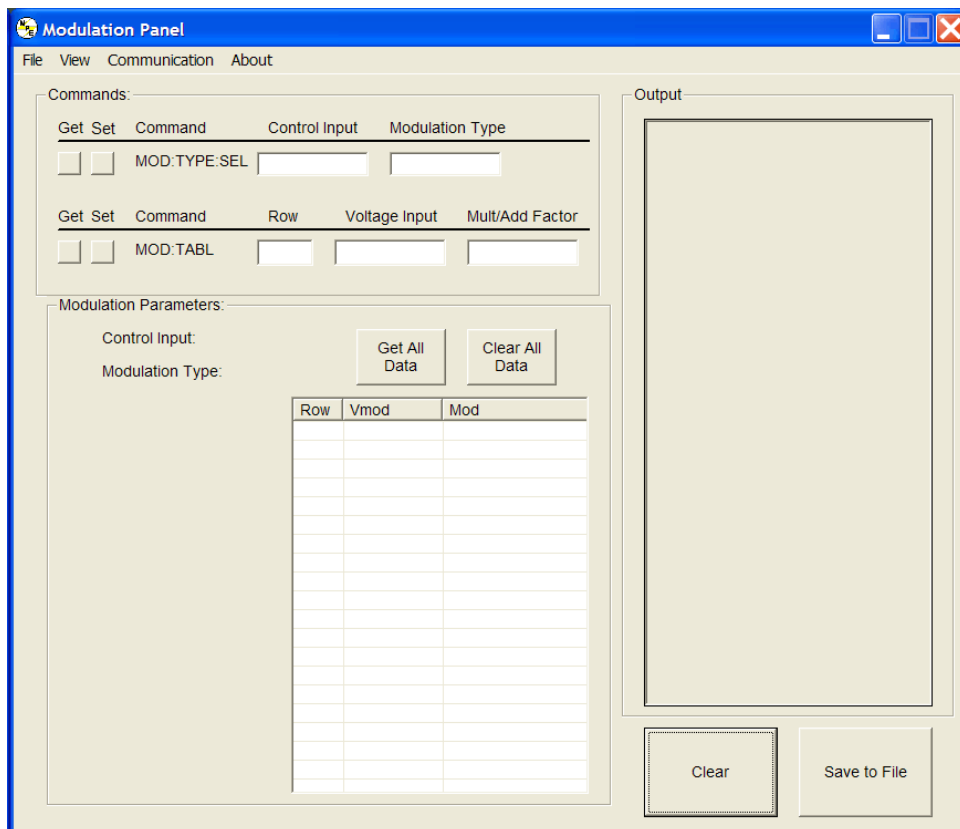 Modulation Panel
File View Communication About
Commands:
Get Set Command Control Input Modulation Type
MOD:TYPE:SEL
Get Set Command Row Voltage Input Mult/Add Factor
MOD:TABL
Modulation Parameters:
Control Input:
Modulation Type:
Get All
Data
Clear All
Data
Row Vmod Mod
Output
Clear
Save to File